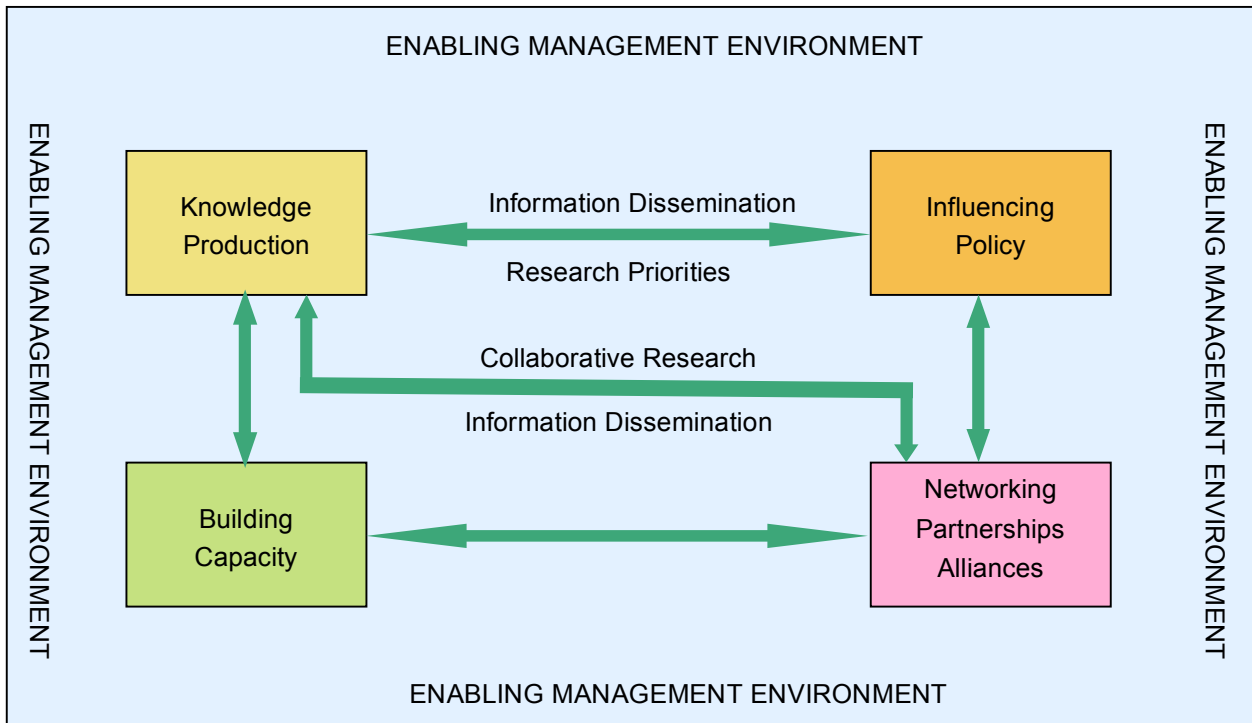 ENABLING MANAGEMENT ENVIRONMENT
ENABLING MANAGEMENT ENVIRONMENT
Knowledge
Production
Information Dissemination
Research Priorities
Influencing
Policy
ENABLING MANAGEMENT ENVIRONMENT
Collaborative Research
Information Dissemination
Building
Capacity
Networking
Partnerships
Alliances
ENABLING MANAGEMENT ENVIRONMENT